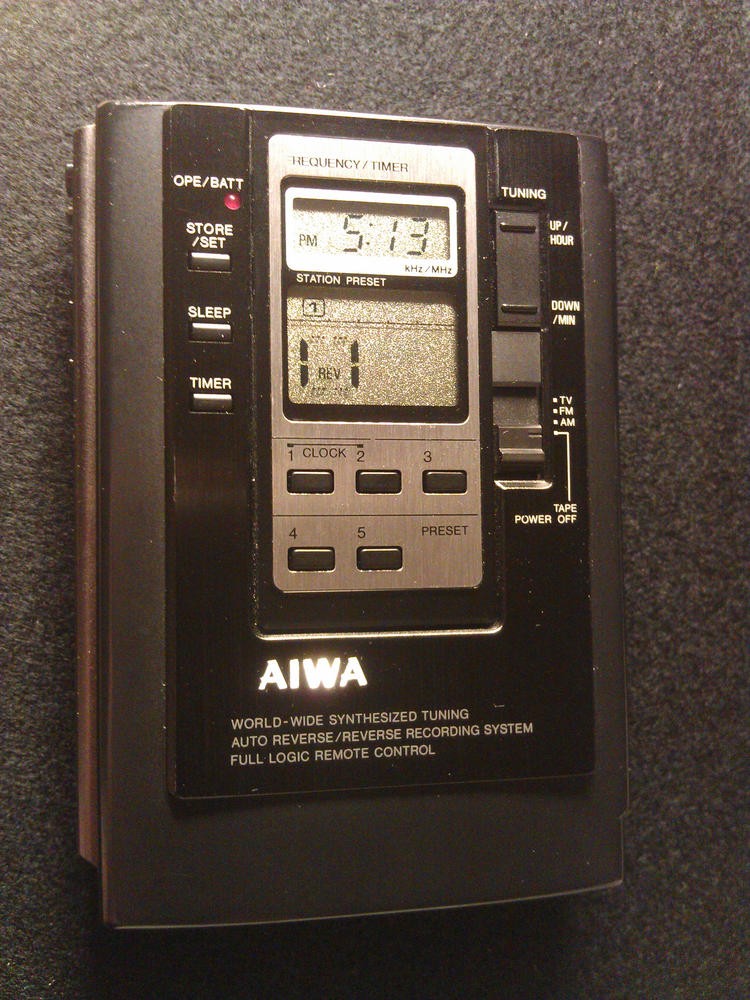 REQUENCY/TIMER
OPE/BATT
TUNING
STORE
/SET
PM 5:13
UP/
HOUR
kHz/MHz
STATION PRESET
1
SLEEP
DOWN
/MIN
REV
TIMER
TV
FM
AM
1 CLOCK 2 3
TAPE
POWER OFF
4 5 PRESET
AIWA
WORLD-WIDE SYNTHESIZED TUNING
AUTO REVERSE/REVERSE RECORDING SYSTEM
FULL LOGIC REMOTE CONTROL